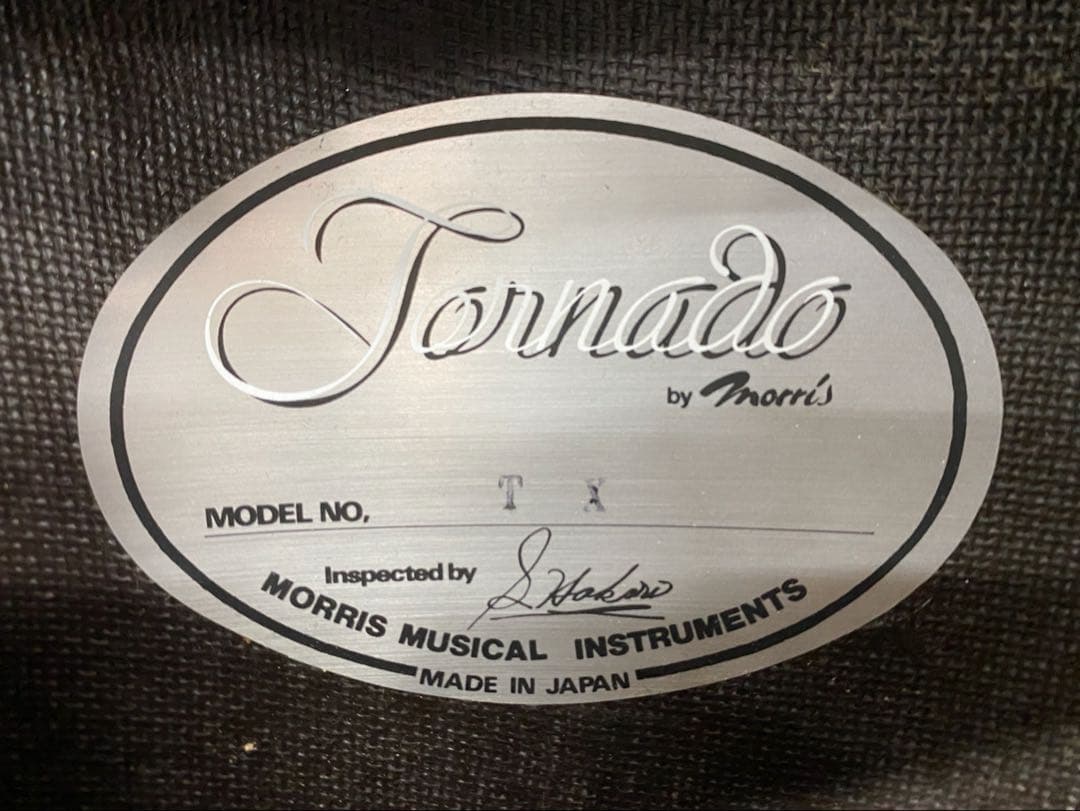 Tornado
by Morris
MODEL NO, T X
Inspected by
MORRIS MUSICAL INSTRUMENTS
MADE IN JAPAN